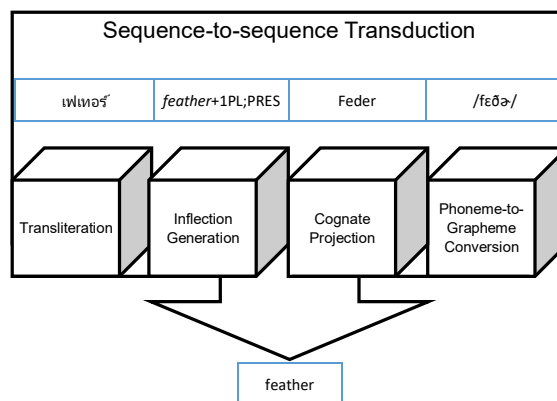 Sequence-to-sequence Transduction
เฟเทอร์ feather+1PL;PRES Feder /fɛðɚ/
Transliteration
Inflection
Generation
Cognate
Projection
Phoneme-to-
Grapheme
Conversion
feather